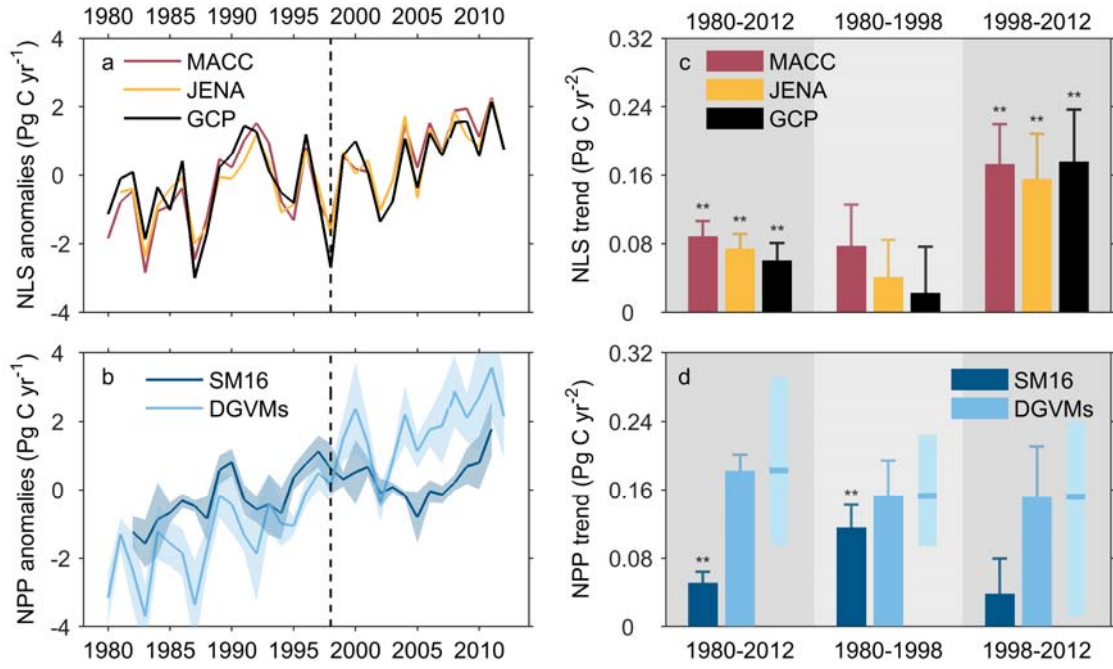 1980 1985 1990 1995 2000 2005 2010
1980-2012 1980-1998 1998-2012
4
2
0
-2
-4
NLS anomalies (Pg C yr-1)
a
MACC
JENA
GCP
0.32
0.24
0.16
0.08
0
NLS trend (Pg C yr-2)
c
MACC
JENA
GCP
**
**
**
**
**
**
4
2
0
-2
-4
NPP anomalies (Pg C yr-1)
b
SM16
DGVMs
1980 1985 1990 1995 2000 2005 2010
0.32
0.24
0.16
0.08
0
NPP trend (Pg C yr-2)
d
SM16
DGVMs
**
**
1980-2012 1980-1998 1998-2012